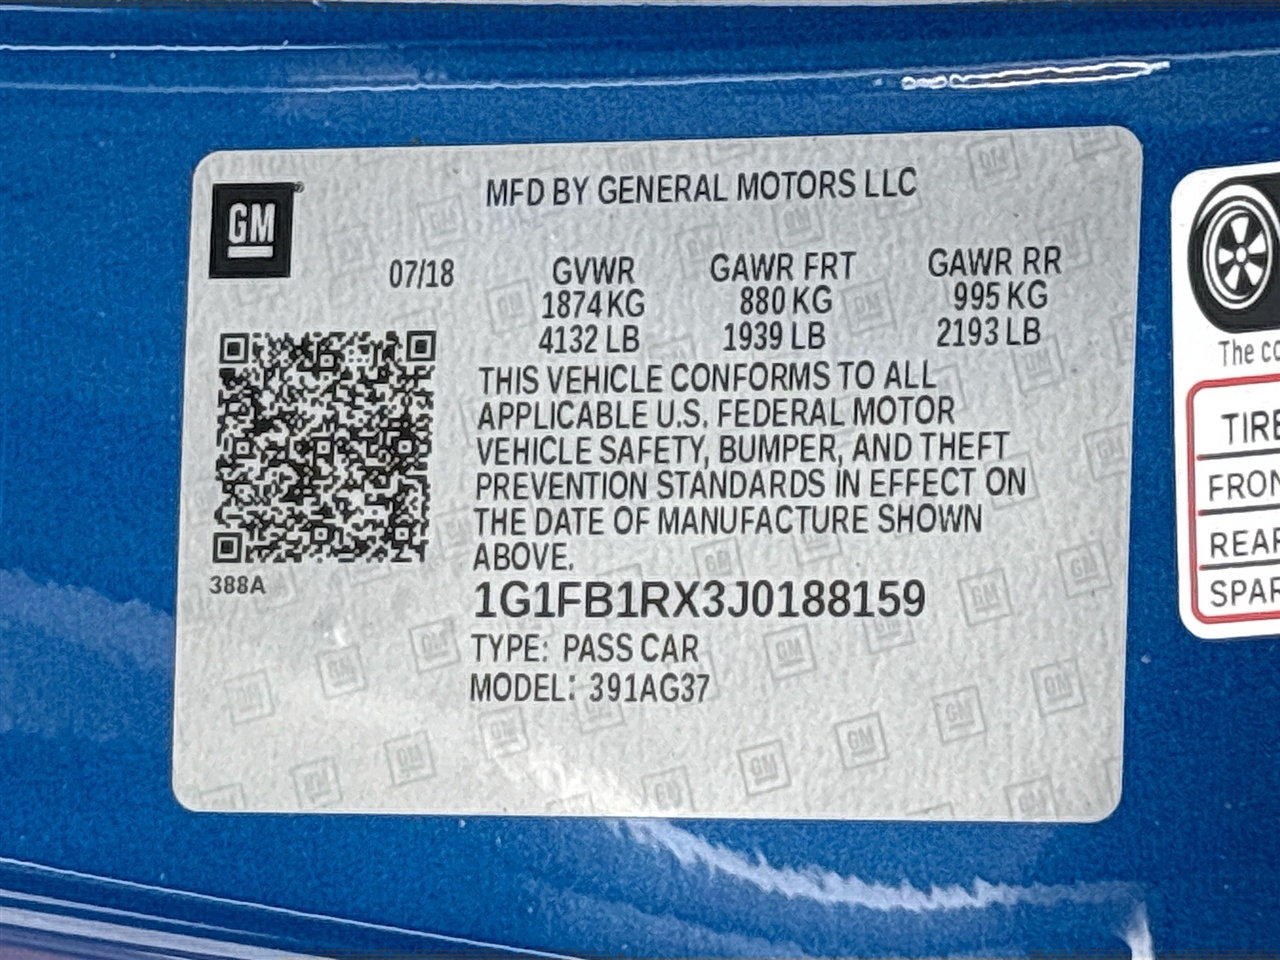 GM
MFD BY GENERAL MOTORS LLC
07/18
GVWR GAWR FRT GAWR RR
1874 KG 880 KG 995 KG
4132 LB 1939 LB 2193 LB
THIS VEHICLE CONFORMS TO ALL
APPLICABLE U.S. FEDERAL MOTOR
VEHICLE SAFETY, BUMPER, AND THEFT
PREVENTION STANDARDS IN EFFECT ON
THE DATE OF MANUFACTURE SHOWN
ABOVE.
388A
1G1FB1RX3J0188159
TYPE: PASS CAR
MODEL: 391AG37
The co
TIRE
FRON
REAR
SPAR